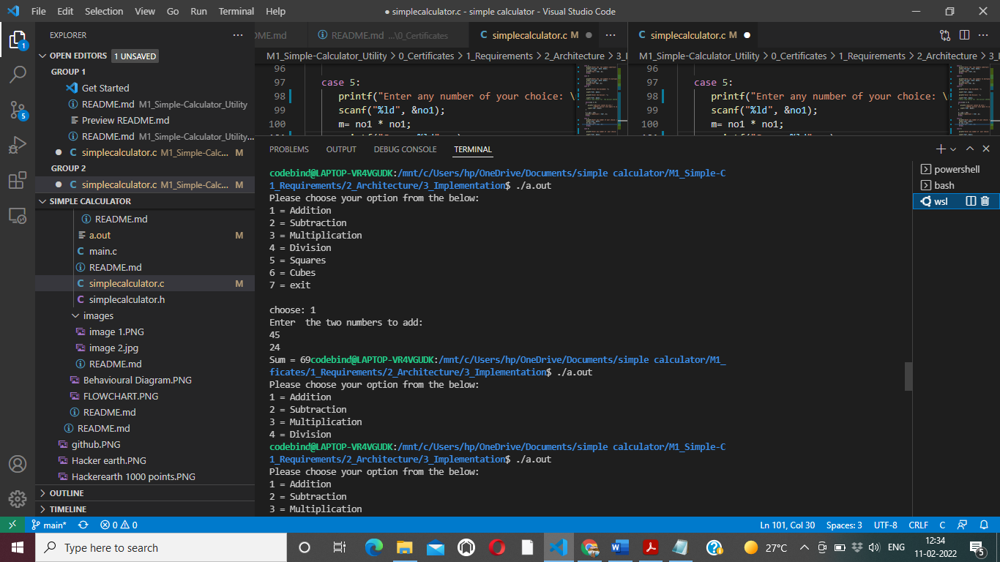 File Edit Selection View Go Run Terminal Help
● simplecalculator.c - simple calculator - Visual Studio Code
EXPLORER
OPEN EDITORS 1 UNSAVED
GROUP 1
Get Started
README.md M1_Simple-Calculator_Utility
Preview README.md
README.md M1_Simple-Calculator_Utility...
simplecalculator.c M1_Simple-Calc... M
GROUP 2
simplecalculator.c M1_Simple-Calc... M
SIMPLE CALCULATOR
README.md
a.out M
main.c
README.md
simplecalculator.c M
simplecalculator.h
images
image 1.PNG
image 2.jpg
README.md
Behavioural Diagram.PNG
FLOWCHART.PNG
README.md
README.md
github.PNG
Hacker earth.PNG
Hackerearth 1000 points.PNG
OUTLINE
TIMELINE
1
5
ME.md README.md ...\0_Certificates simplecalculator.c M
M1_Simple-Calculator_Utility > 0_Certificates > 1_Requirements > 2_Architecture > 3_I
96
97 case 5:
98 printf("Enter any number of your choice: \
99 scanf("%ld", &no1);
100 m= no1 * no1;
simplecalculator.c M
M1_Simple-Calculator_Utility > 0_Certificates > 1_Requirements > 2_Architecture > 3_I
96
97 case 5:
98 printf("Enter any number of your choice: \
99 scanf("%ld", &no1);
100 m= no1 * no1;
PROBLEMS OUTPUT DEBUG CONSOLE TERMINAL
codebind@LAPTOP-VR4VGUDK:/mnt/c/Users/hp/OneDrive/Documents/simple calculator/M1_Simple-C
1_Requirements/2_Architecture/3_Implementation$ ./a.out
Please choose your option from the below:
1 = Addition
2 = Subtraction
3 = Multiplication
4 = Division
5 = Squares
6 = Cubes
7 = exit
choose: 1
Enter  the two numbers to add:
45
24
Sum = 69codebind@LAPTOP-VR4VGUDK:/mnt/c/Users/hp/OneDrive/Documents/simple calculator/M1_
ficates/1_Requirements/2_Architecture/3_Implementation$ ./a.out
Please choose your option from the below:
1 = Addition
2 = Subtraction
3 = Multiplication
4 = Division
codebind@LAPTOP-VR4VGUDK:/mnt/c/Users/hp/OneDrive/Documents/simple calculator/M1_Simple-C
1_Requirements/2_Architecture/3_Implementation$ ./a.out
Please choose your option from the below:
1 = Addition
2 = Subtraction
3 = Multiplication
powershell
bash
wsl
main* 0 0 Ln 101, Col 30 Spaces: 3 UTF-8 CRLF C
Type here to search
27°C ENG 12:34
11-02-2022
5